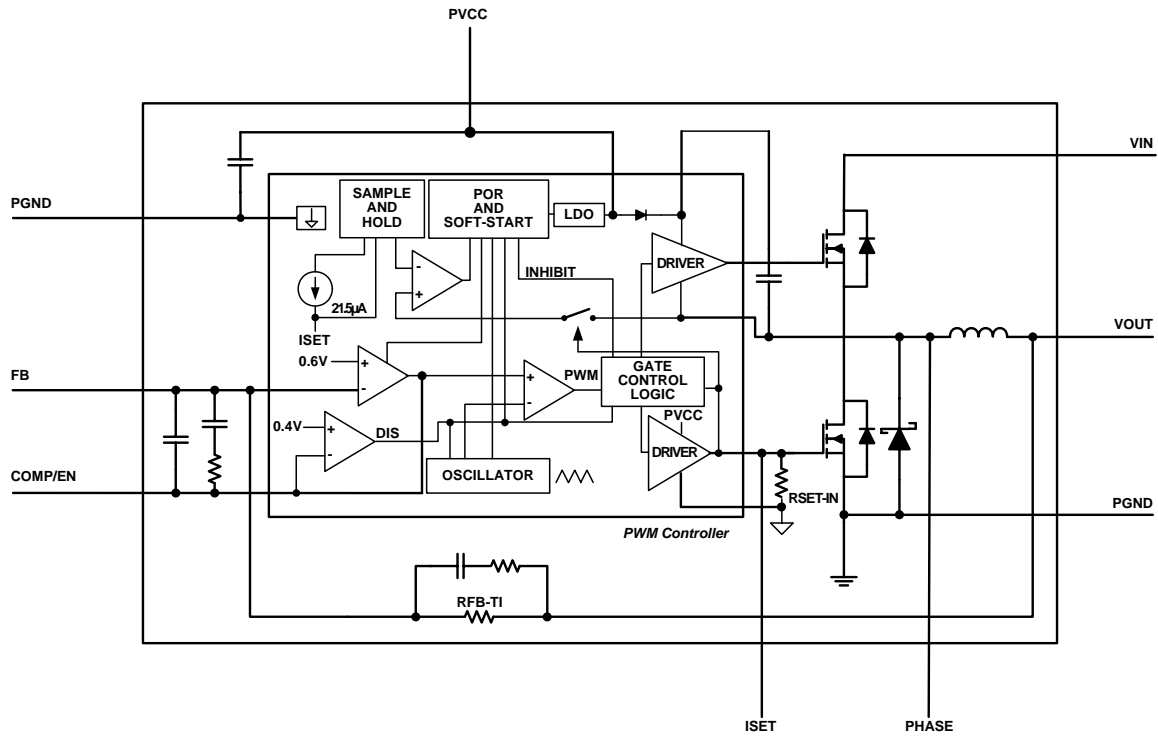 PVCC
VIN
PGND
SAMPLE
AND
HOLD
POR
AND
SOFT-START
LDO
DRIVER
-
+
INHIBIT
21.5µA
ISET
VOUT
0.6V
+
-
FB
+
-
PWM
GATE
CONTROL
LOGIC
PVCC
0.4V
+
-
DIS
DRIVER
COMP/EN
OSCILLATOR
RSET-IN
PGND
PWM Controller
RFB-TI
ISET
PHASE